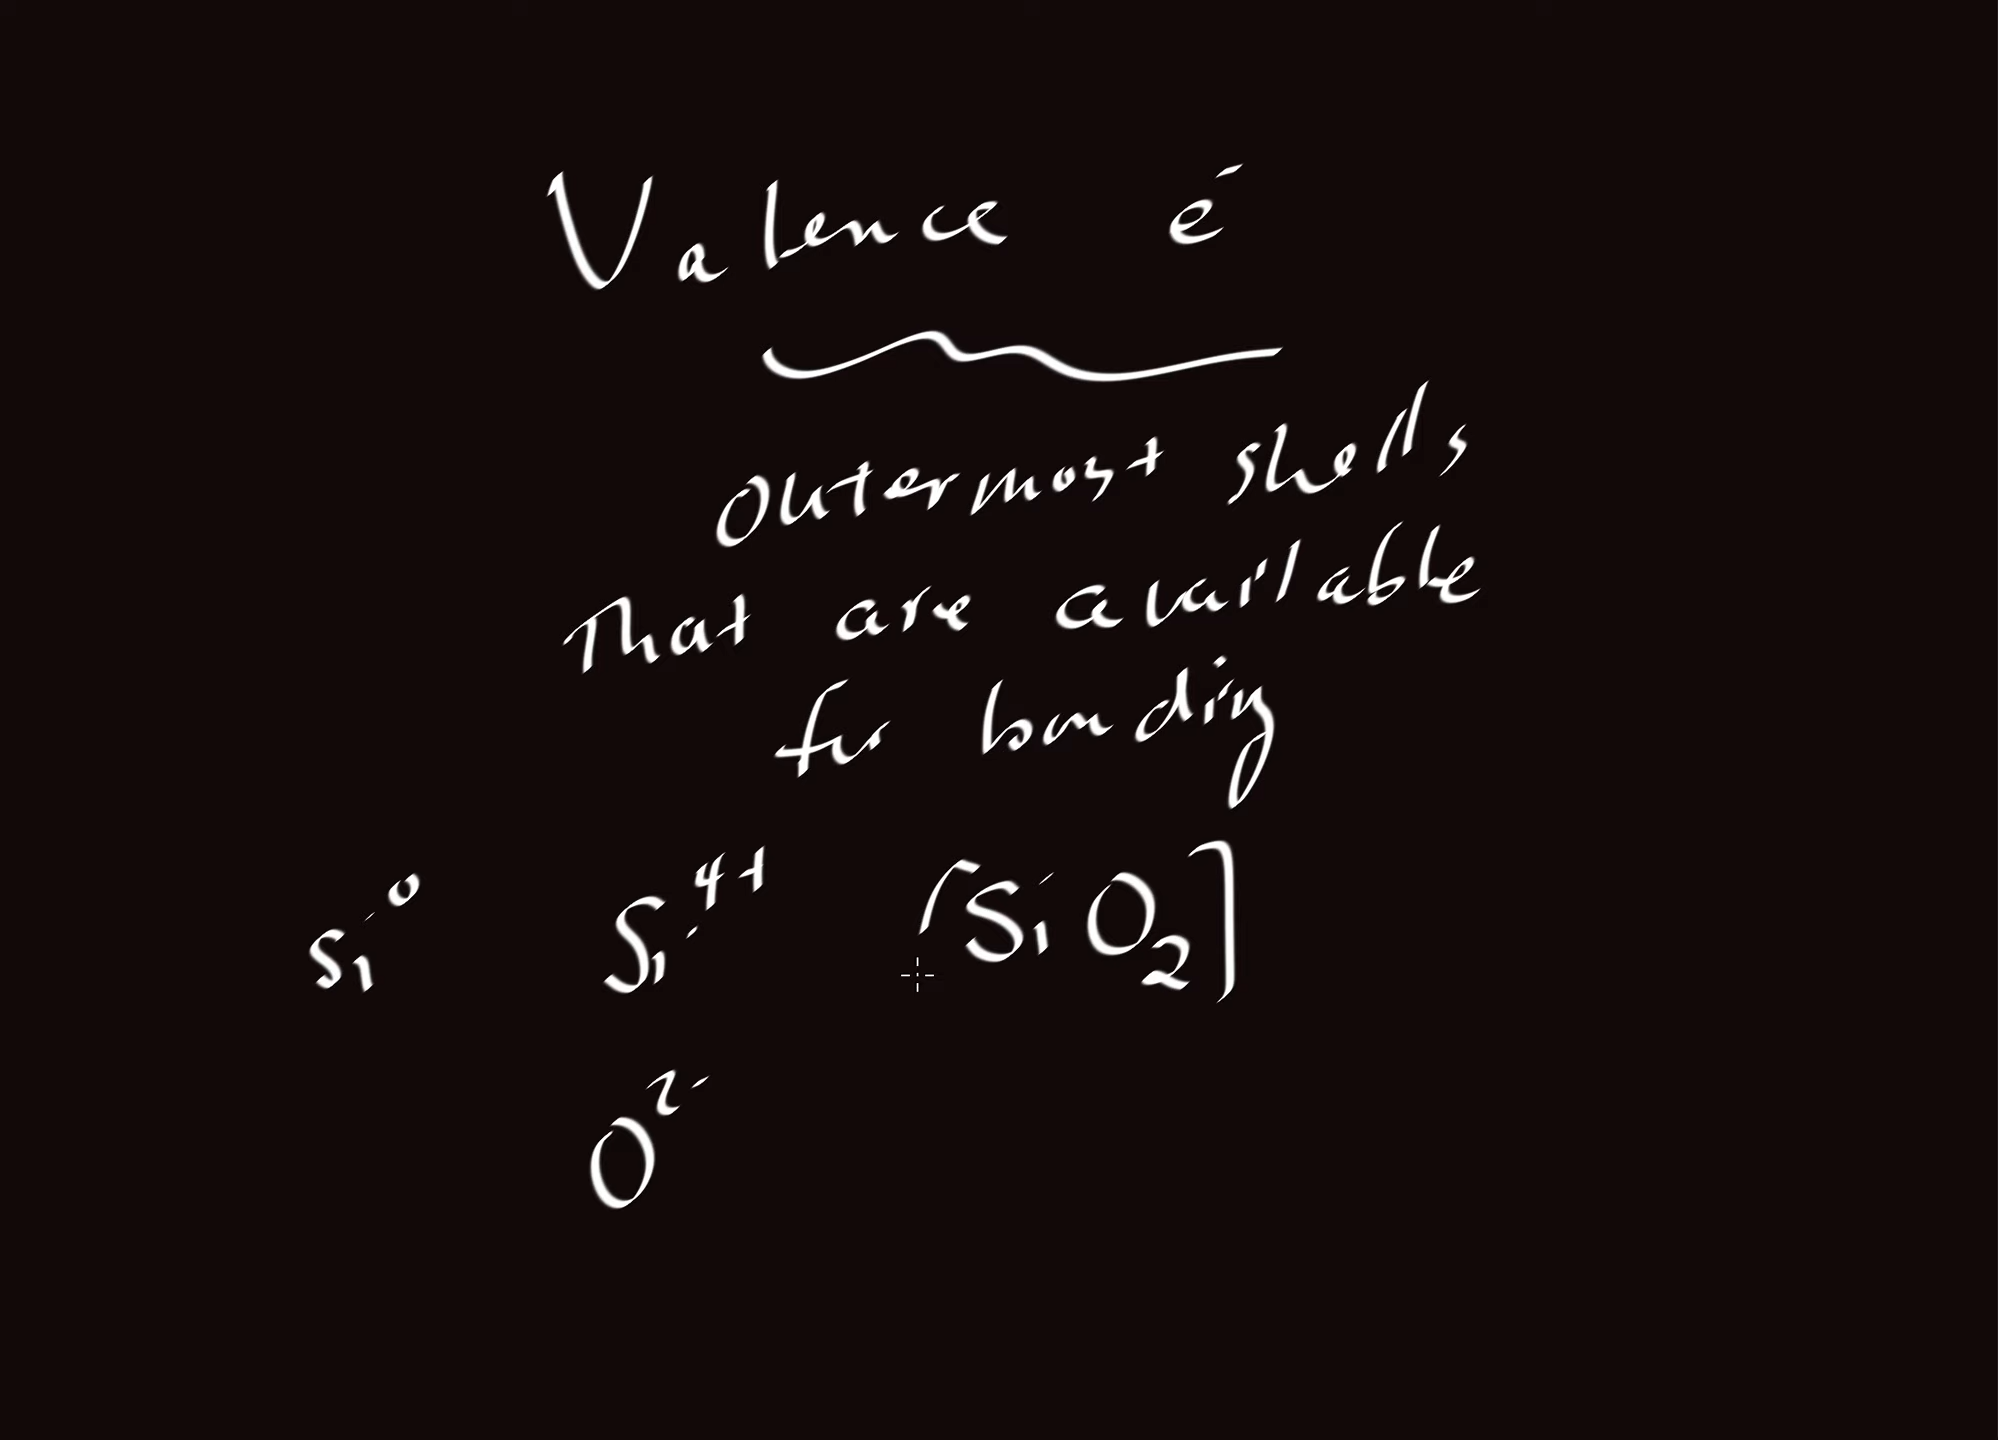 Valence e⁻
Outermost shells
That are available
for bonding
Si⁰ Si⁴⁺ [SiO₂]
O²⁻